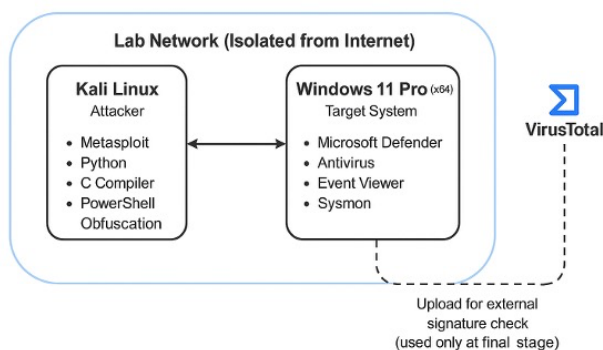 Lab Network (Isolated from Internet)
Kali Linux
Attacker
• Metasploit
• Python
• C Compiler
• PowerShell
Obfuscation
Windows 11 Pro (x64)
Target System
• Microsoft Defender
• Antivirus
• Event Viewer
• Sysmon
VirusTotal
Upload for external
signature check
(used only at final stage)